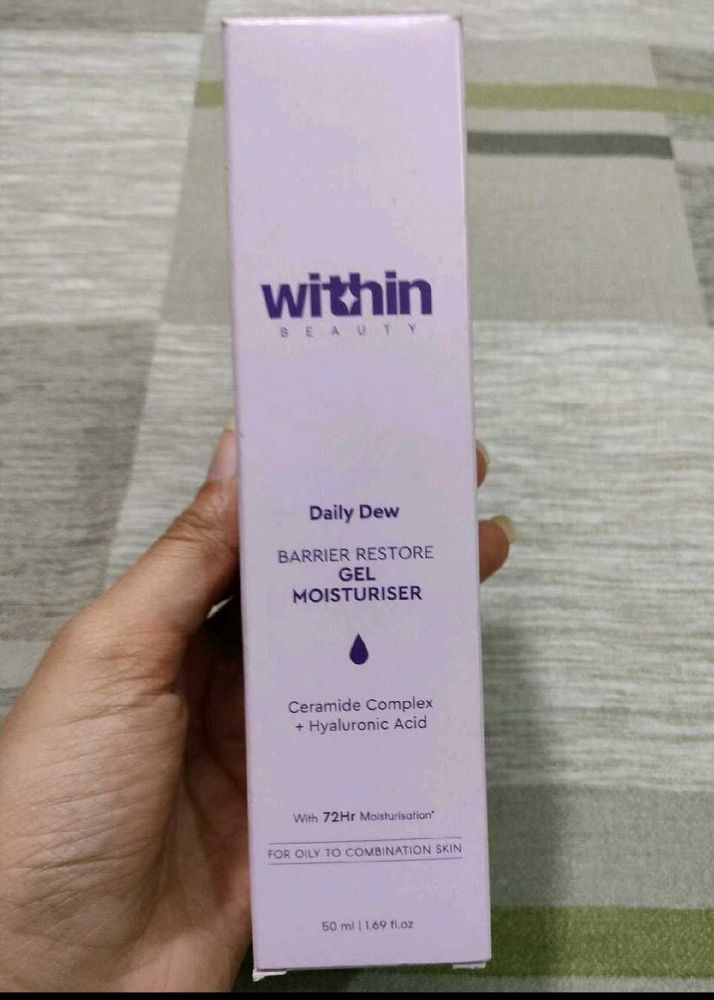 within
BEAUTY
Daily Dew
BARRIER RESTORE
GEL
MOISTURISER
Ceramide Complex
+ Hyaluronic Acid
With 72Hr Moisturisation*
FOR OILY TO COMBINATION SKIN
50 ml | 1.69 fl.oz